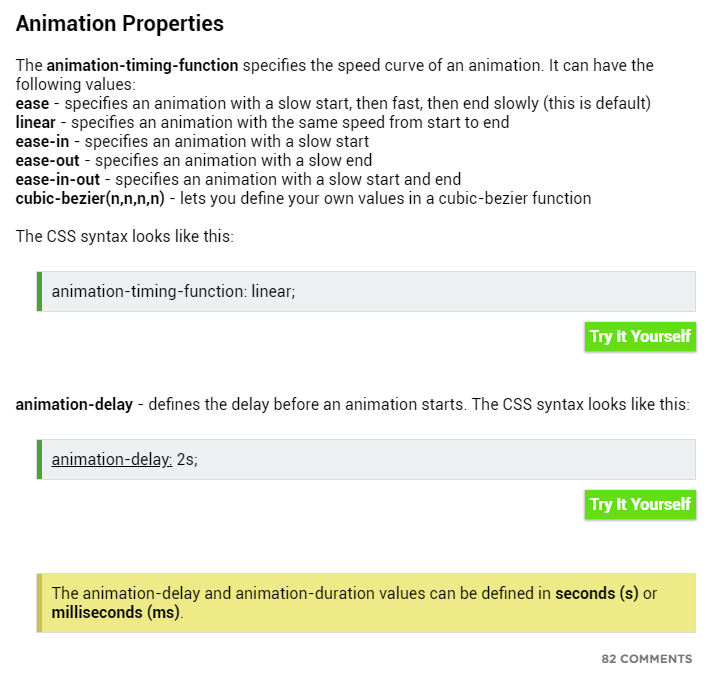 Animation Properties
The animation-timing-function specifies the speed curve of an animation. It can have the
following values:
ease - specifies an animation with a slow start, then fast, then end slowly (this is default)
linear - specifies an animation with the same speed from start to end
ease-in - specifies an animation with a slow start
ease-out - specifies an animation with a slow end
ease-in-out - specifies an animation with a slow start and end
cubic-bezier(n,n,n,n) - lets you define your own values in a cubic-bezier function
The CSS syntax looks like this:
animation-timing-function: linear;
Try It Yourself
animation-delay - defines the delay before an animation starts. The CSS syntax looks like this:
animation-delay: 2s;
Try It Yourself
The animation-delay and animation-duration values can be defined in seconds (s) or
milliseconds (ms).
82 COMMENTS